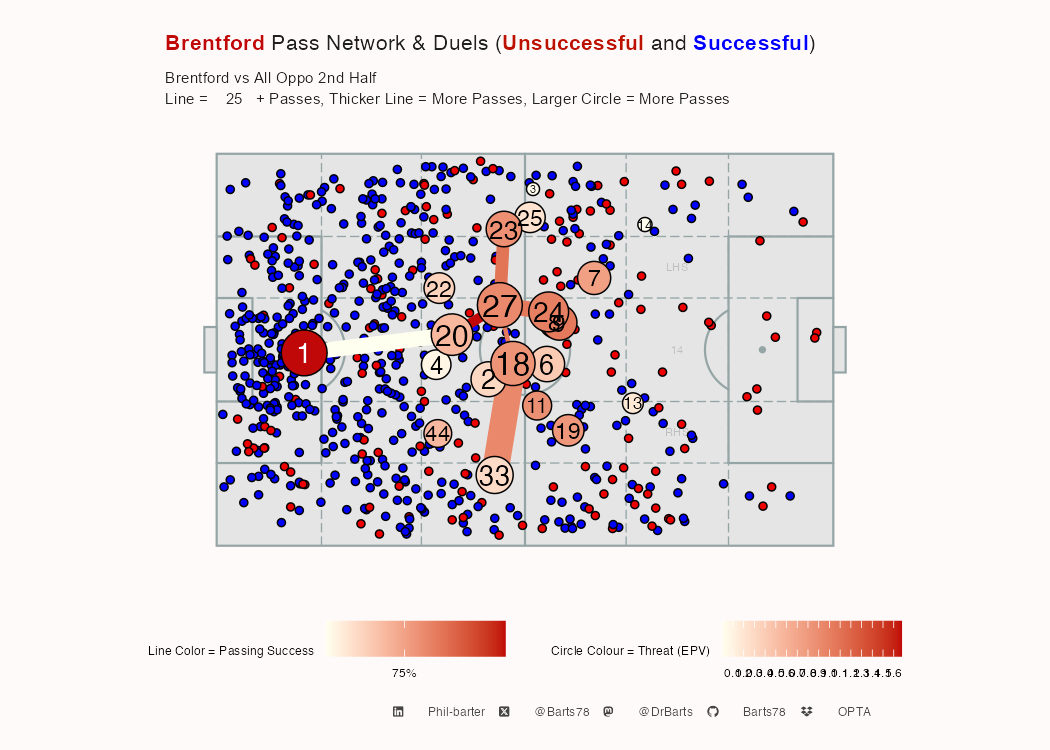 Brentford Pass Network & Duels (Unsuccessful and Successful)
Brentford vs All Oppo 2nd Half
Line = 25 + Passes, Thicker Line = More Passes, Larger Circle = More Passes
3
25
23
14
LHS
7
22
27
24
9
20
1
14
4
18
6
2
11
13
19
RHS
44
33
Line Color = Passing Success
75%
Circle Colour = Threat (EPV)
Phil-barter
@Barts78
@DrBarts
Barts78
OPTA